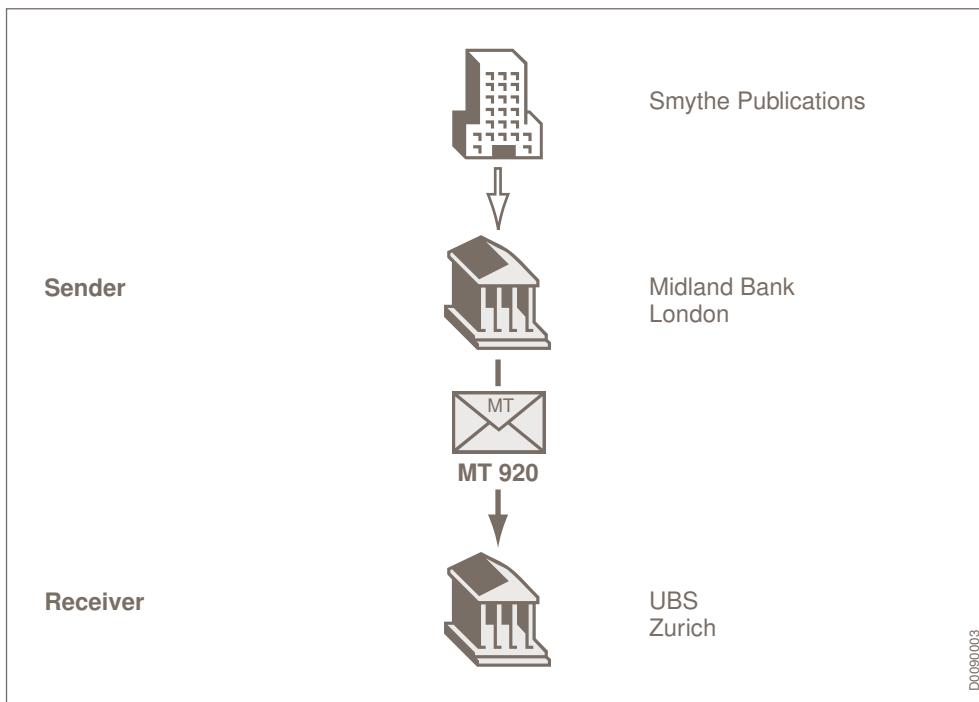 Smythe Publications
Sender
Midland Bank
London
MT
MT 920
Receiver
UBS
Zurich
D0090003